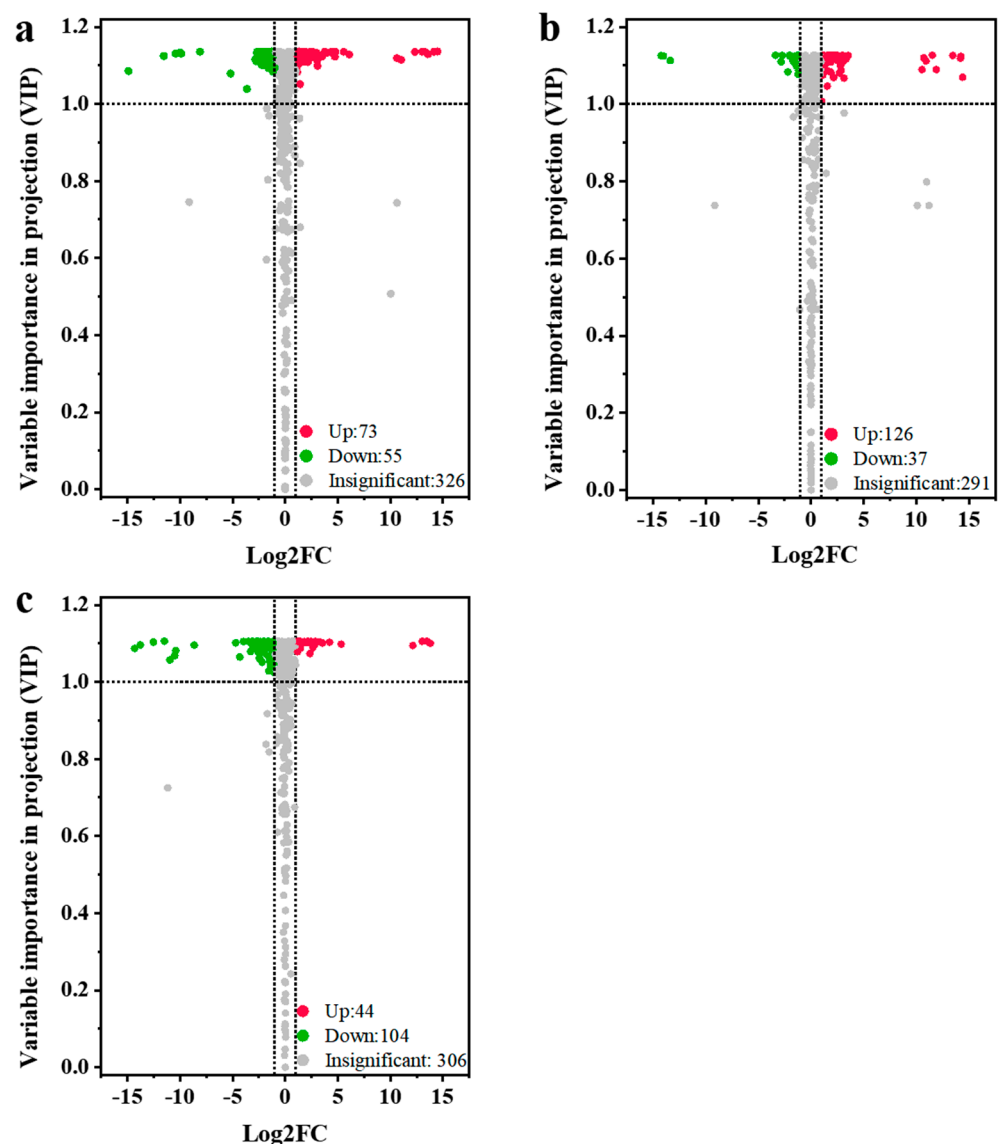 a
Variable importance in projection (VIP)
1.2
1.0
0.8
0.6
0.4
0.2
0.0
Up:73
Down:55
Insignificant:326
-15 -10 -5 0 5 10 15
Log2FC
b
Variable importance in projection (VIP)
1.2
1.0
0.8
0.6
0.4
0.2
0.0
Up:126
Down:37
Insignificant:291
-15 -10 -5 0 5 10 15
Log2FC
c
Variable importance in projection (VIP)
1.2
1.0
0.8
0.6
0.4
0.2
0.0
Up:44
Down:104
Insignificant: 306
-15 -10 -5 0 5 10 15
Log2FC